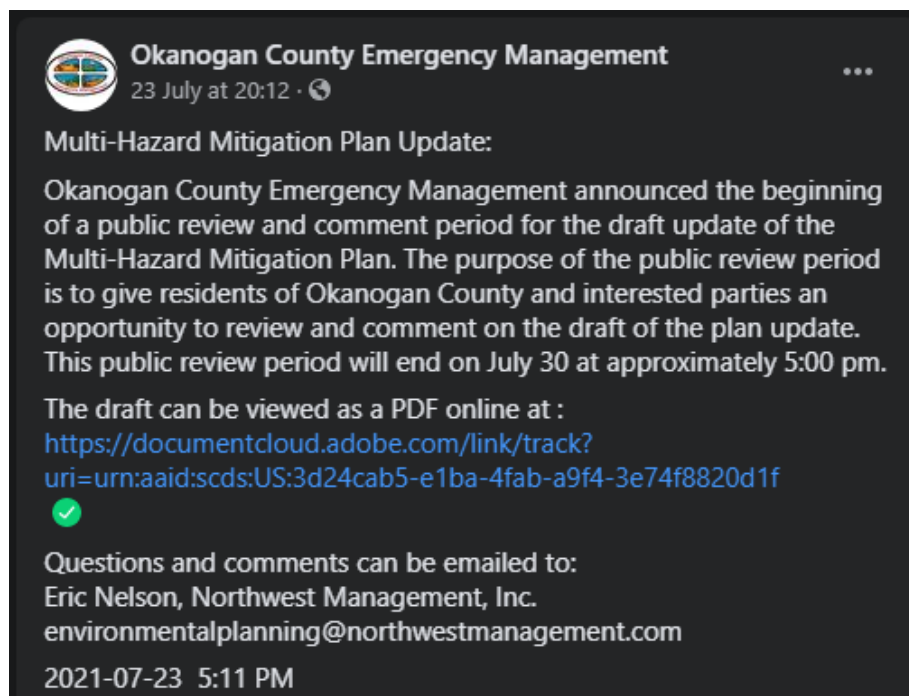 Okanogan County Emergency Management
23 July at 20:12 ·
Multi-Hazard Mitigation Plan Update:
Okanogan County Emergency Management announced the beginning
of a public review and comment period for the draft update of the
Multi-Hazard Mitigation Plan. The purpose of the public review period
is to give residents of Okanogan County and interested parties an
opportunity to review and comment on the draft of the plan update.
This public review period will end on July 30 at approximately 5:00 pm.
The draft can be viewed as a PDF online at :
https://documentcloud.adobe.com/link/track?
uri=urn:aaid:scds:US:3d24cab5-e1ba-4fab-a9f4-3e74f8820d1f
Questions and comments can be emailed to:
Eric Nelson, Northwest Management, Inc.
environmentalplanning@northwestmanagement.com
2021-07-23 5:11 PM